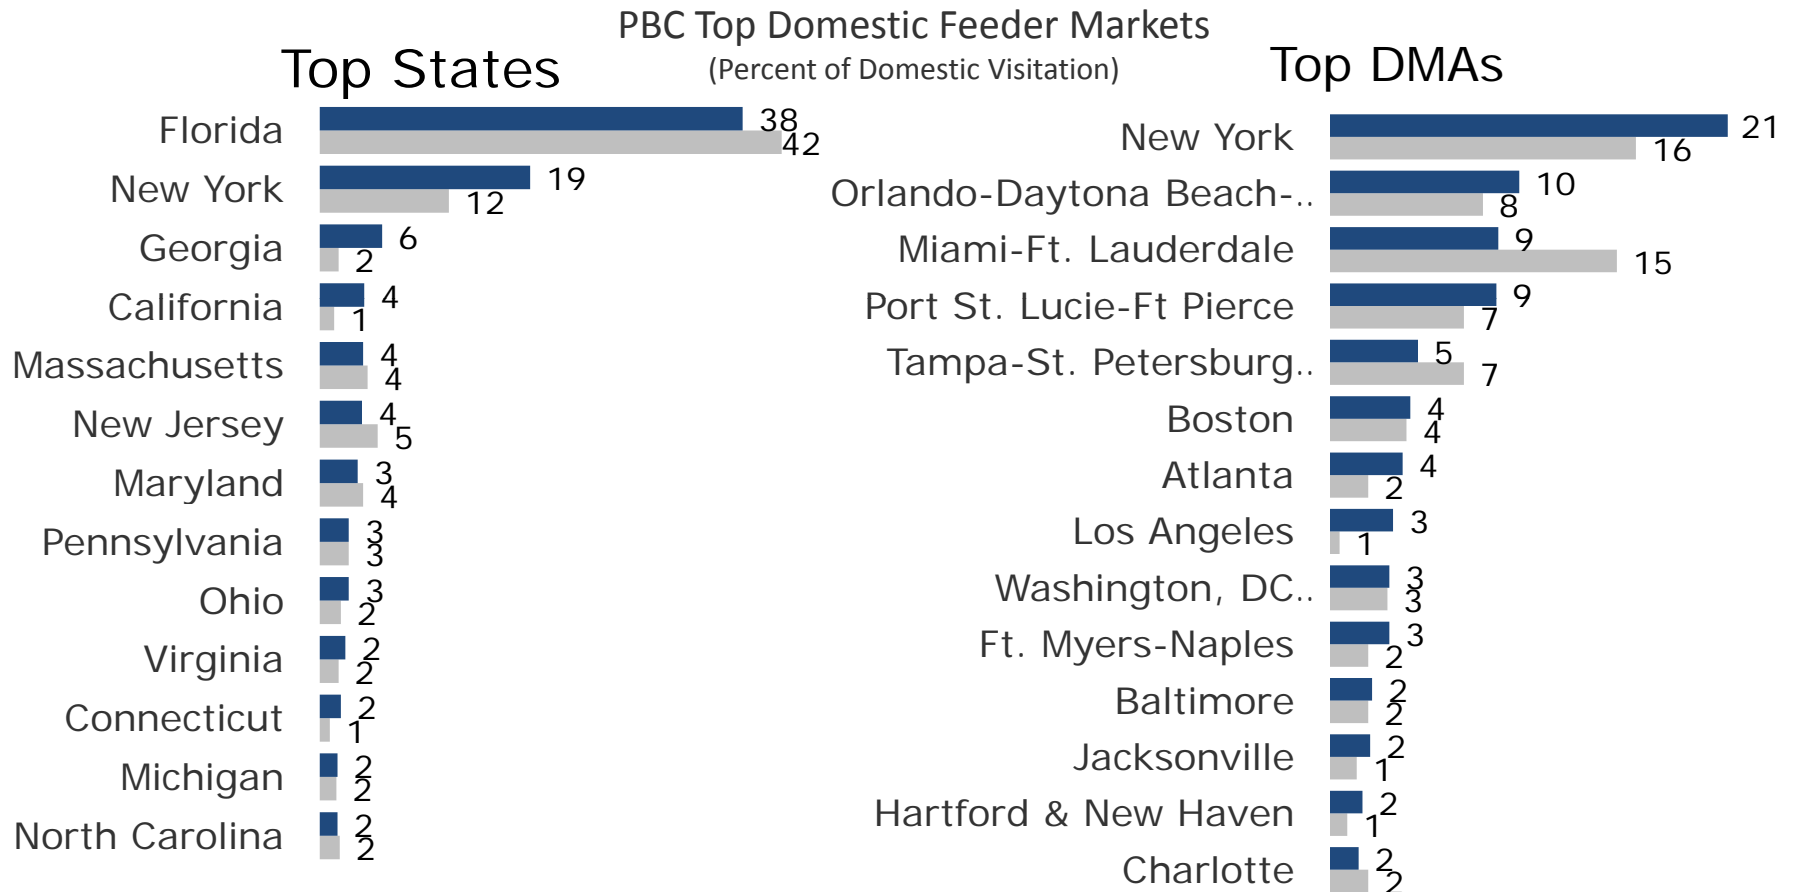 PBC Top Domestic Feeder Markets
(Percent of Domestic Visitation)
Top States
Florida 38 42
New York 19 12
Georgia 6 2
California 4 1
Massachusetts 4 4
New Jersey 4 5
Maryland 3 4
Pennsylvania 3 3
Ohio 3 2
Virginia 2 2
Connecticut 2 1
Michigan 2 2
North Carolina 2 2
Top DMAs
New York 21 16
Orlando-Daytona Beach-.. 10 8
Miami-Ft. Lauderdale 9 15
Port St. Lucie-Ft Pierce 9 7
Tampa-St. Petersburg.. 5 7
Boston 4 4
Atlanta 4 2
Los Angeles 3 1
Washington, DC.. 3 3
Ft. Myers-Naples 3 2
Baltimore 2 2
Jacksonville 2 1
Hartford & New Haven 2 1
Charlotte 2 2